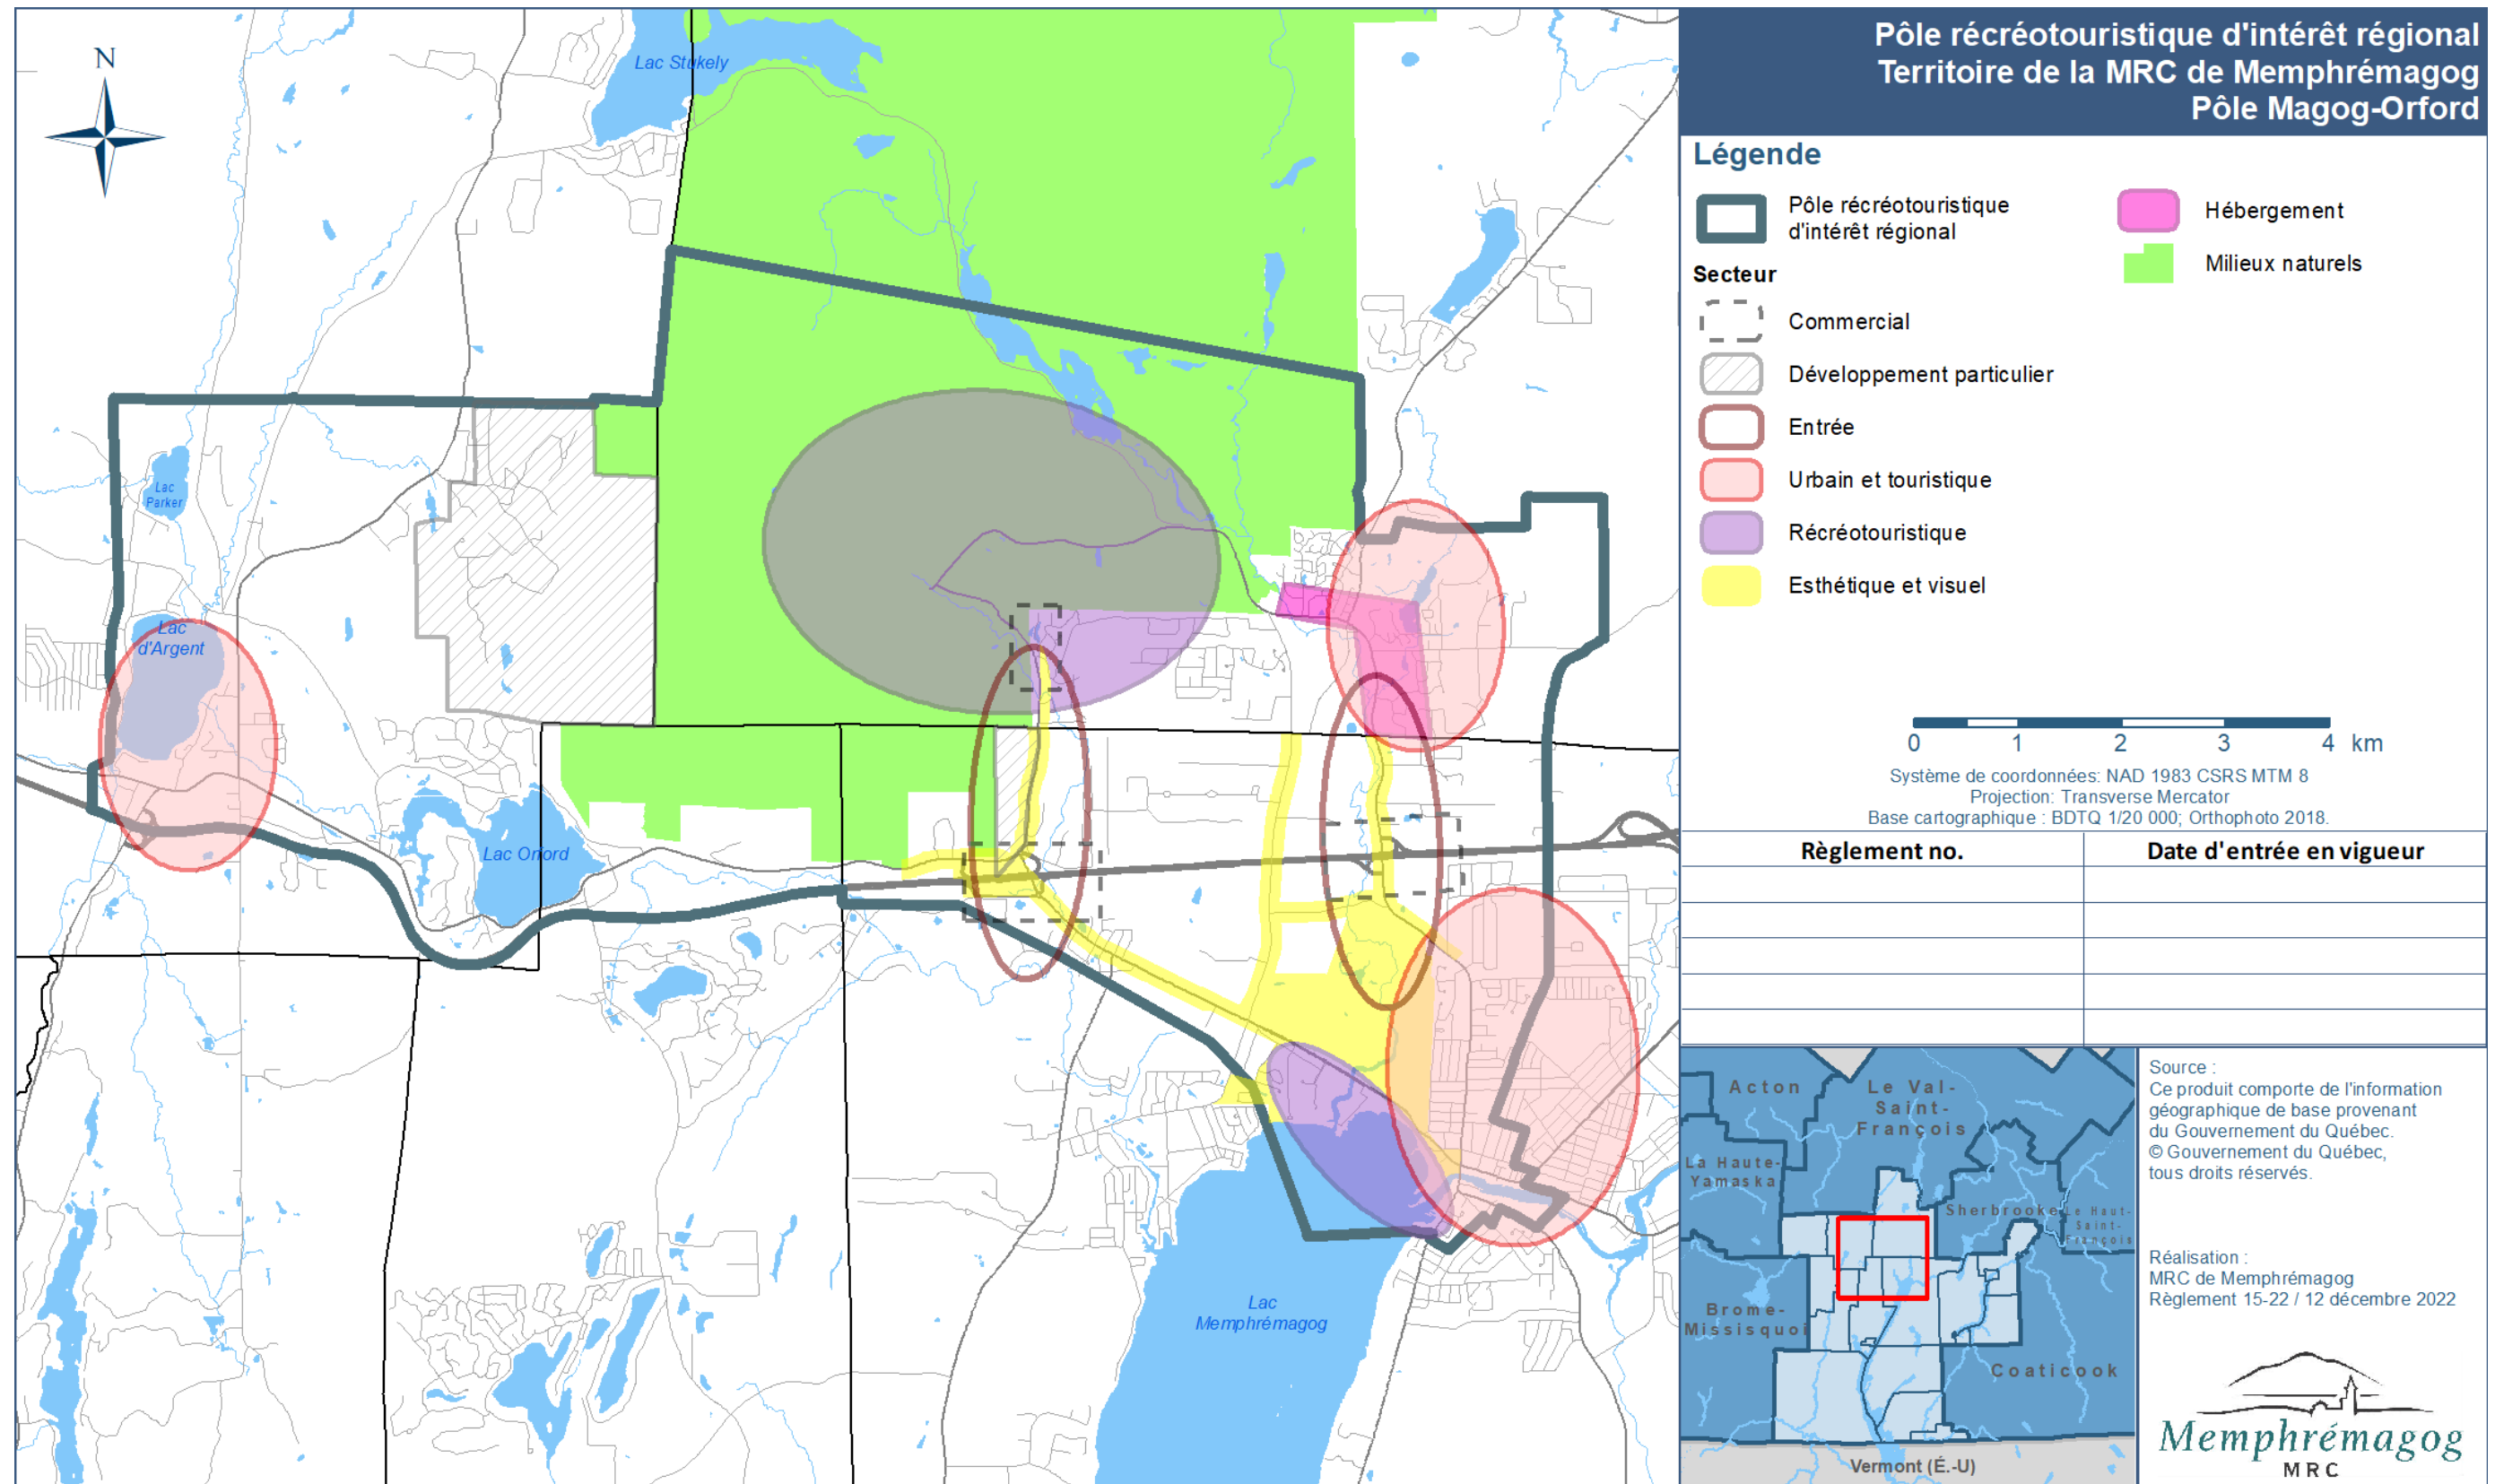 Pôle récréotouristique d'intérêt régional
Territoire de la MRC de Memphrémagog
Pôle Magog-Orford
N
Lac Stukely
Lac
Parker
Lac
d'Argent
Lac Orford
Lac
Memphrémagog
Légende
Pôle récréotouristique
d'intérêt régional
Secteur
Commercial
Développement particulier
Entrée
Urbain et touristique
Récréotouristique
Esthétique et visuel
Hébergement
Milieux naturels
0 1 2 3 4 km
Système de coordonnées: NAD 1983 CSRS MTM 8
Projection: Transverse Mercator
Base cartographique : BDTQ 1/20 000; Orthophoto 2018.
Règlement no. Date d'entrée en vigueur
Acton
Le Val-
Saint-
François
La Haute-
Yamaska
Sherbrooke
Le Haut-
Saint-
François
Brome-
Missisquoi
Coaticook
Vermont (É.-U)
Source :
Ce produit comporte de l'information
géographique de base provenant
du Gouvernement du Québec.
© Gouvernement du Québec,
tous droits réservés.
Réalisation :
MRC de Memphrémagog
Règlement 15-22 / 12 décembre 2022
Memphrémagog
MRC